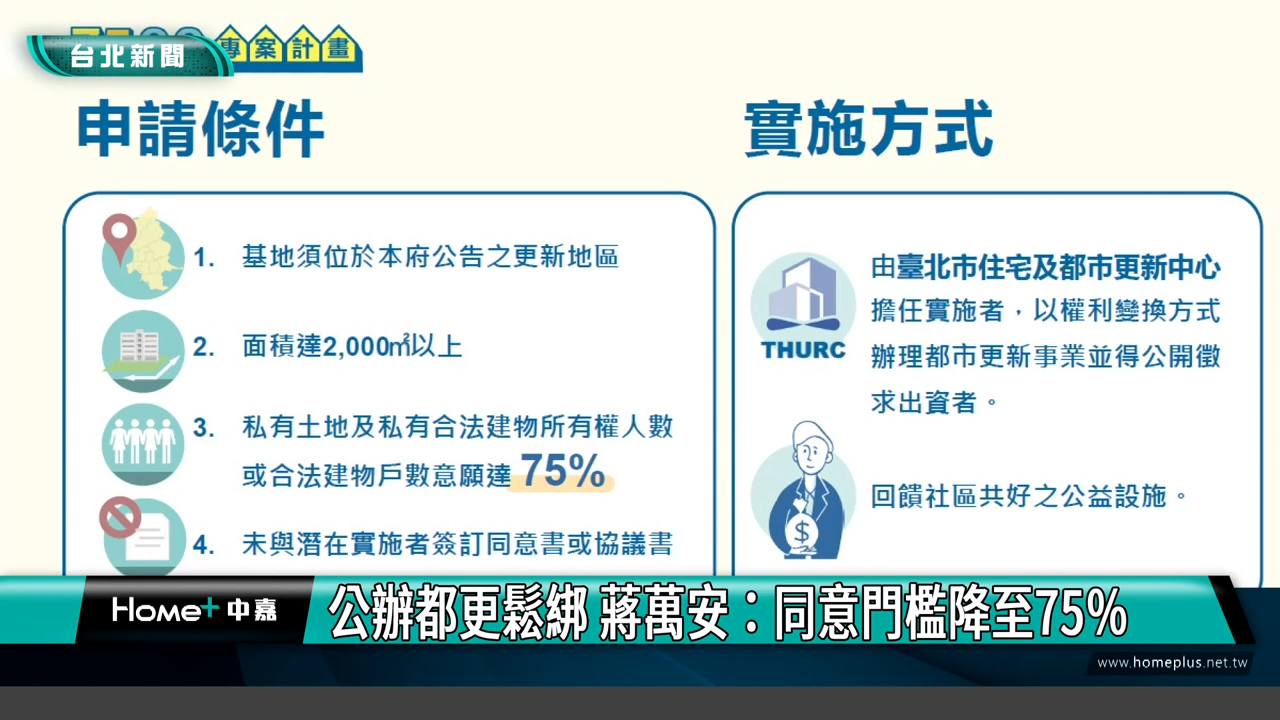 台北新聞
專案計畫
申請條件
1. 基地須位於本府公告之更新地區
2. 面積達2,000㎡以上
3. 私有土地及私有合法建物所有權人數
或合法建物戶數意願達 75%
4. 未與潛在實施者簽訂同意書或協議書
實施方式
THURC
由臺北市住宅及都市更新中心
擔任實施者，以權利變換方式
辦理都市更新事業並得公開徵
求出資者。
$
回饋社區共好之公益設施。
Home+中嘉
公辦都更鬆綁 蔣萬安：同意門檻降至75%
www.homeplus.net.tw